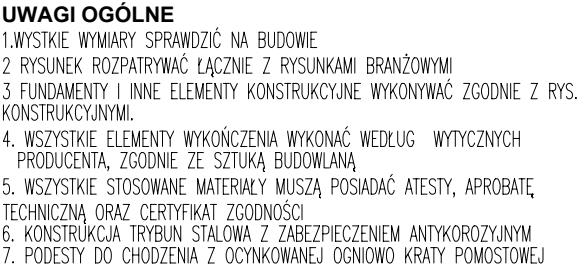 UWAGI OGÓLNE
1.WYSTKIE WYMIARY SPRAWDZIĆ NA BUDOWIE
2 RYSUNEK ROZPATRYWAĆ ŁĄCZNIE Z RYSUNKAMI BRANŻOWYMI
3 FUNDAMENTY I INNE ELEMENTY KONSTRUKCYJNE WYKONYWAĆ ZGODNIE Z RYS.
KONSTRUKCYJNYMI.
4. WSZYSTKIE ELEMENTY WYKOŃCZENIA WYKONAĆ WEDŁUG WYTYCZNYCH
PRODUCENTA, ZGODNIE ZE SZTUKĄ BUDOWLANĄ
5. WSZYSTKIE STOSOWANE MATERIAŁY MUSZĄ POSIADAĆ ATESTY, APROBATĘ
TECHNICZNĄ ORAZ CERTYFIKAT ZGODNOŚCI
6. KONSTRUKCJA TRYBUN STALOWA Z ZABEZPIECZENIEM ANTYKOROZYJNYM
7. PODESTY DO CHODZENIA Z OCYNKOWANEJ OGNIOWO KRATY POMOSTOWEJ